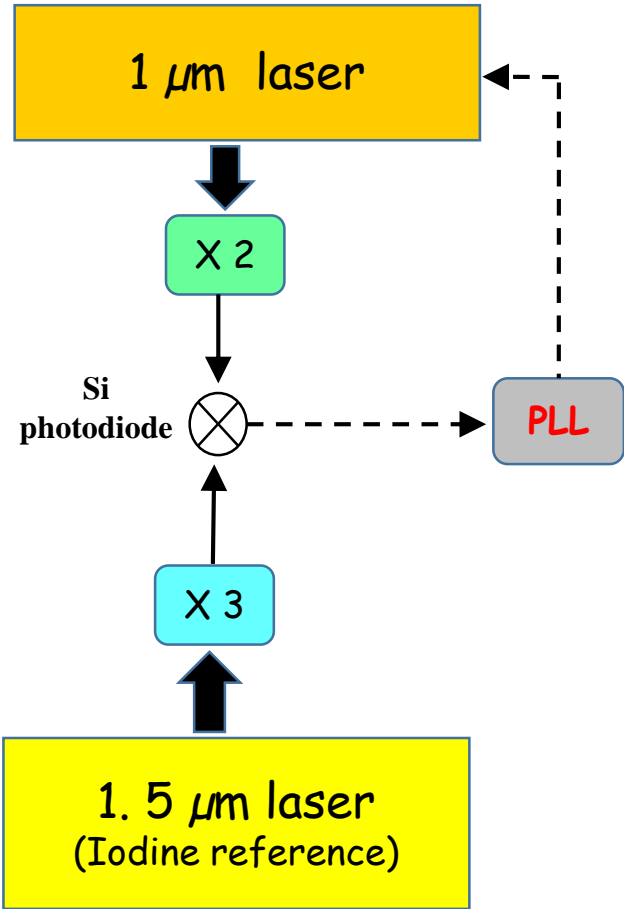 1 µm laser
X 2
Si
photodiode
PLL
X 3
1. 5 µm laser
(Iodine reference)